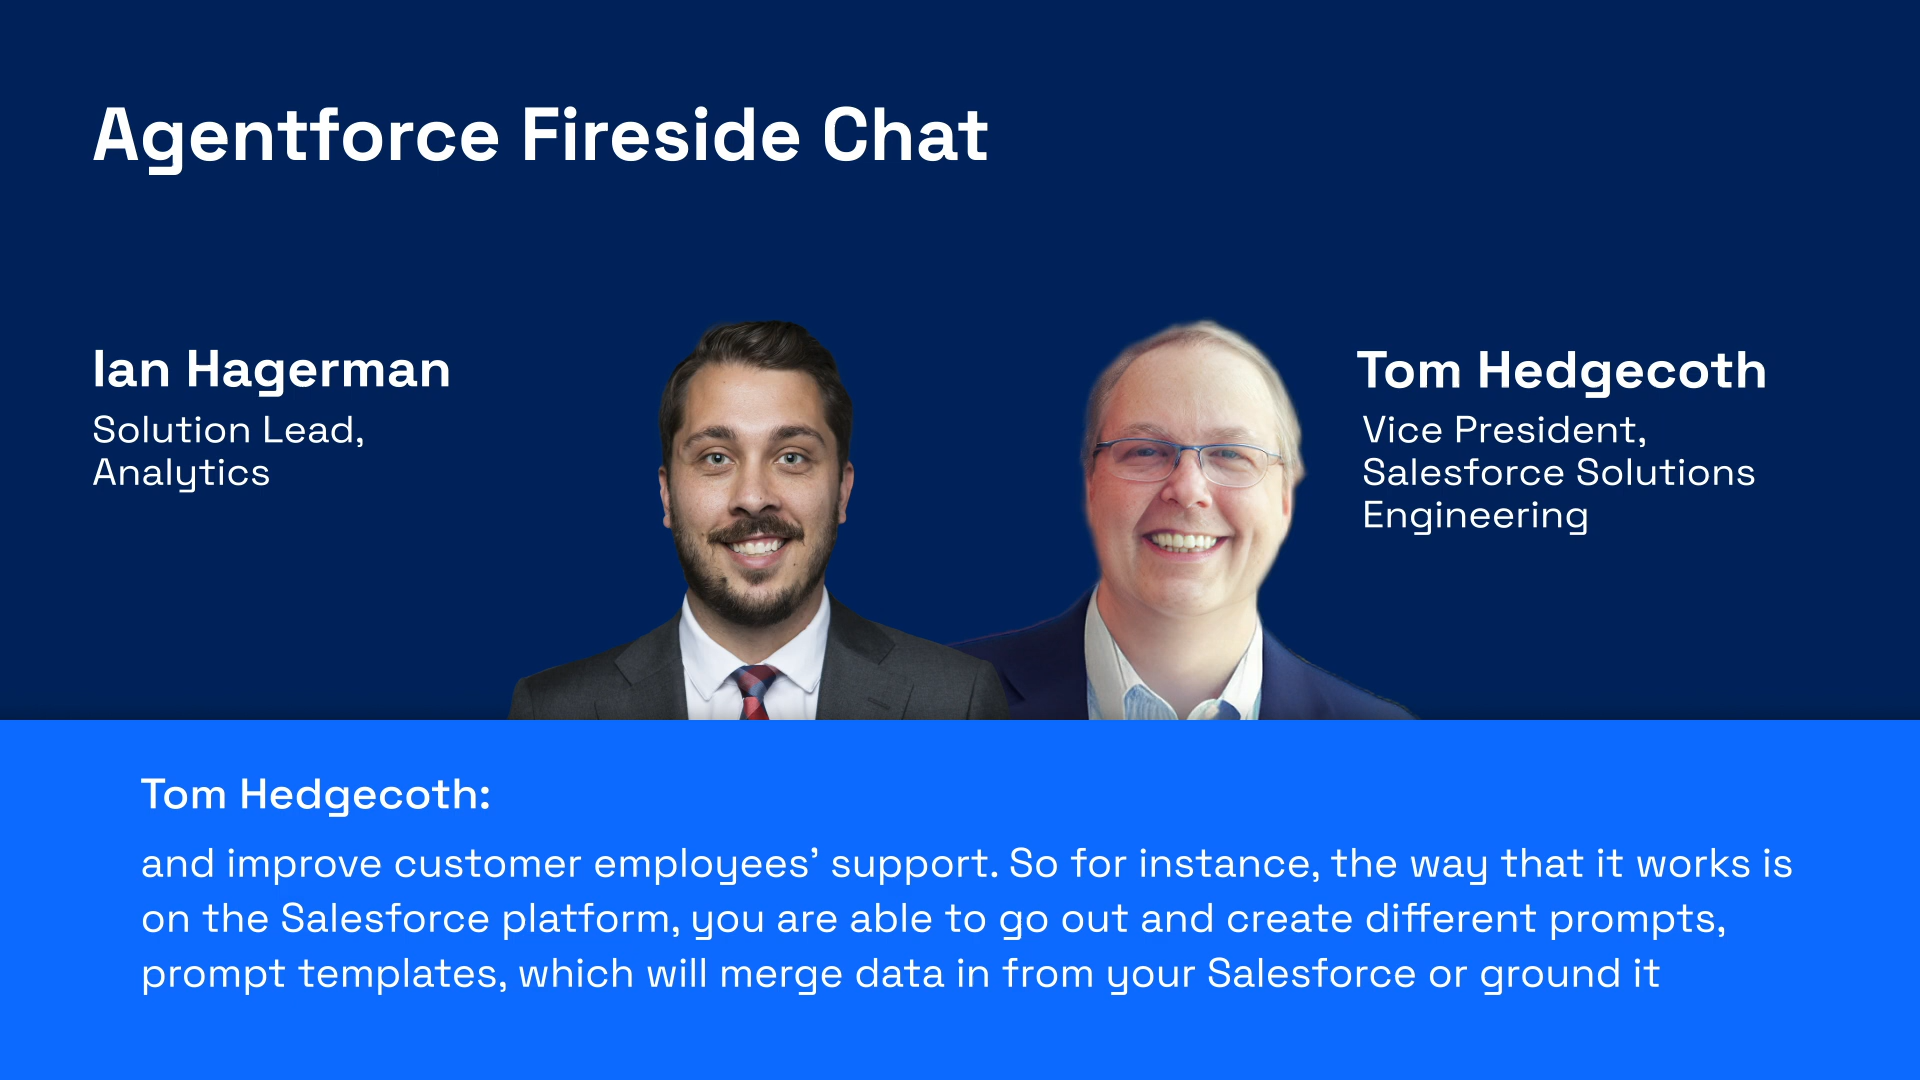 Agentforce Fireside Chat
Ian Hagerman
Solution Lead,
Analytics
Tom Hedgecoth
Vice President,
Salesforce Solutions
Engineering
Tom Hedgecoth:
and improve customer employees’ support. So for instance, the way that it works is
on the Salesforce platform, you are able to go out and create different prompts,
prompt templates, which will merge data in from your Salesforce or ground it